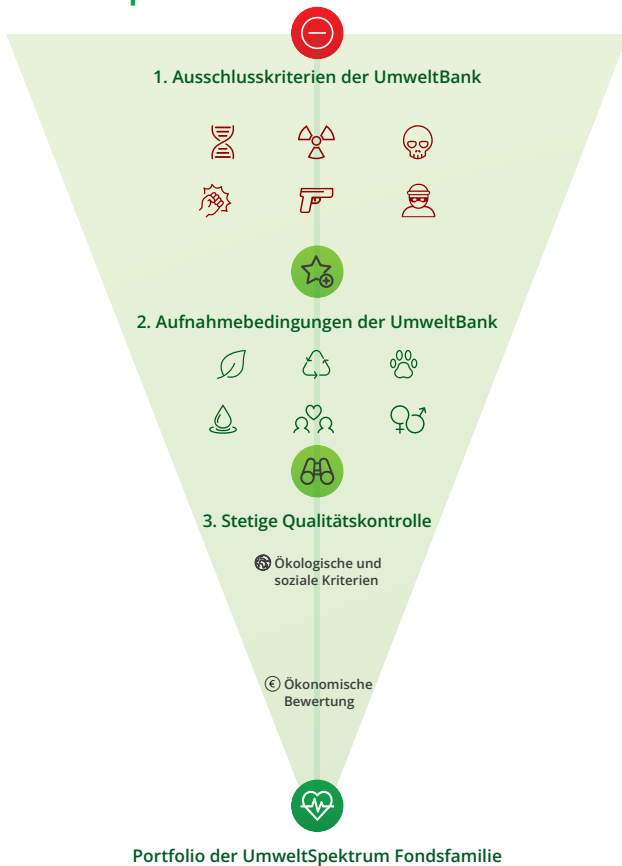 1. Ausschlusskriterien der UmweltBank
2. Aufnahmebedingungen der UmweltBank
3. Stetige Qualitätskontrolle
Ökologische und
soziale Kriterien
€ Ökonomische
Bewertung
Portfolio der UmweltSpektrum Fondsfamilie